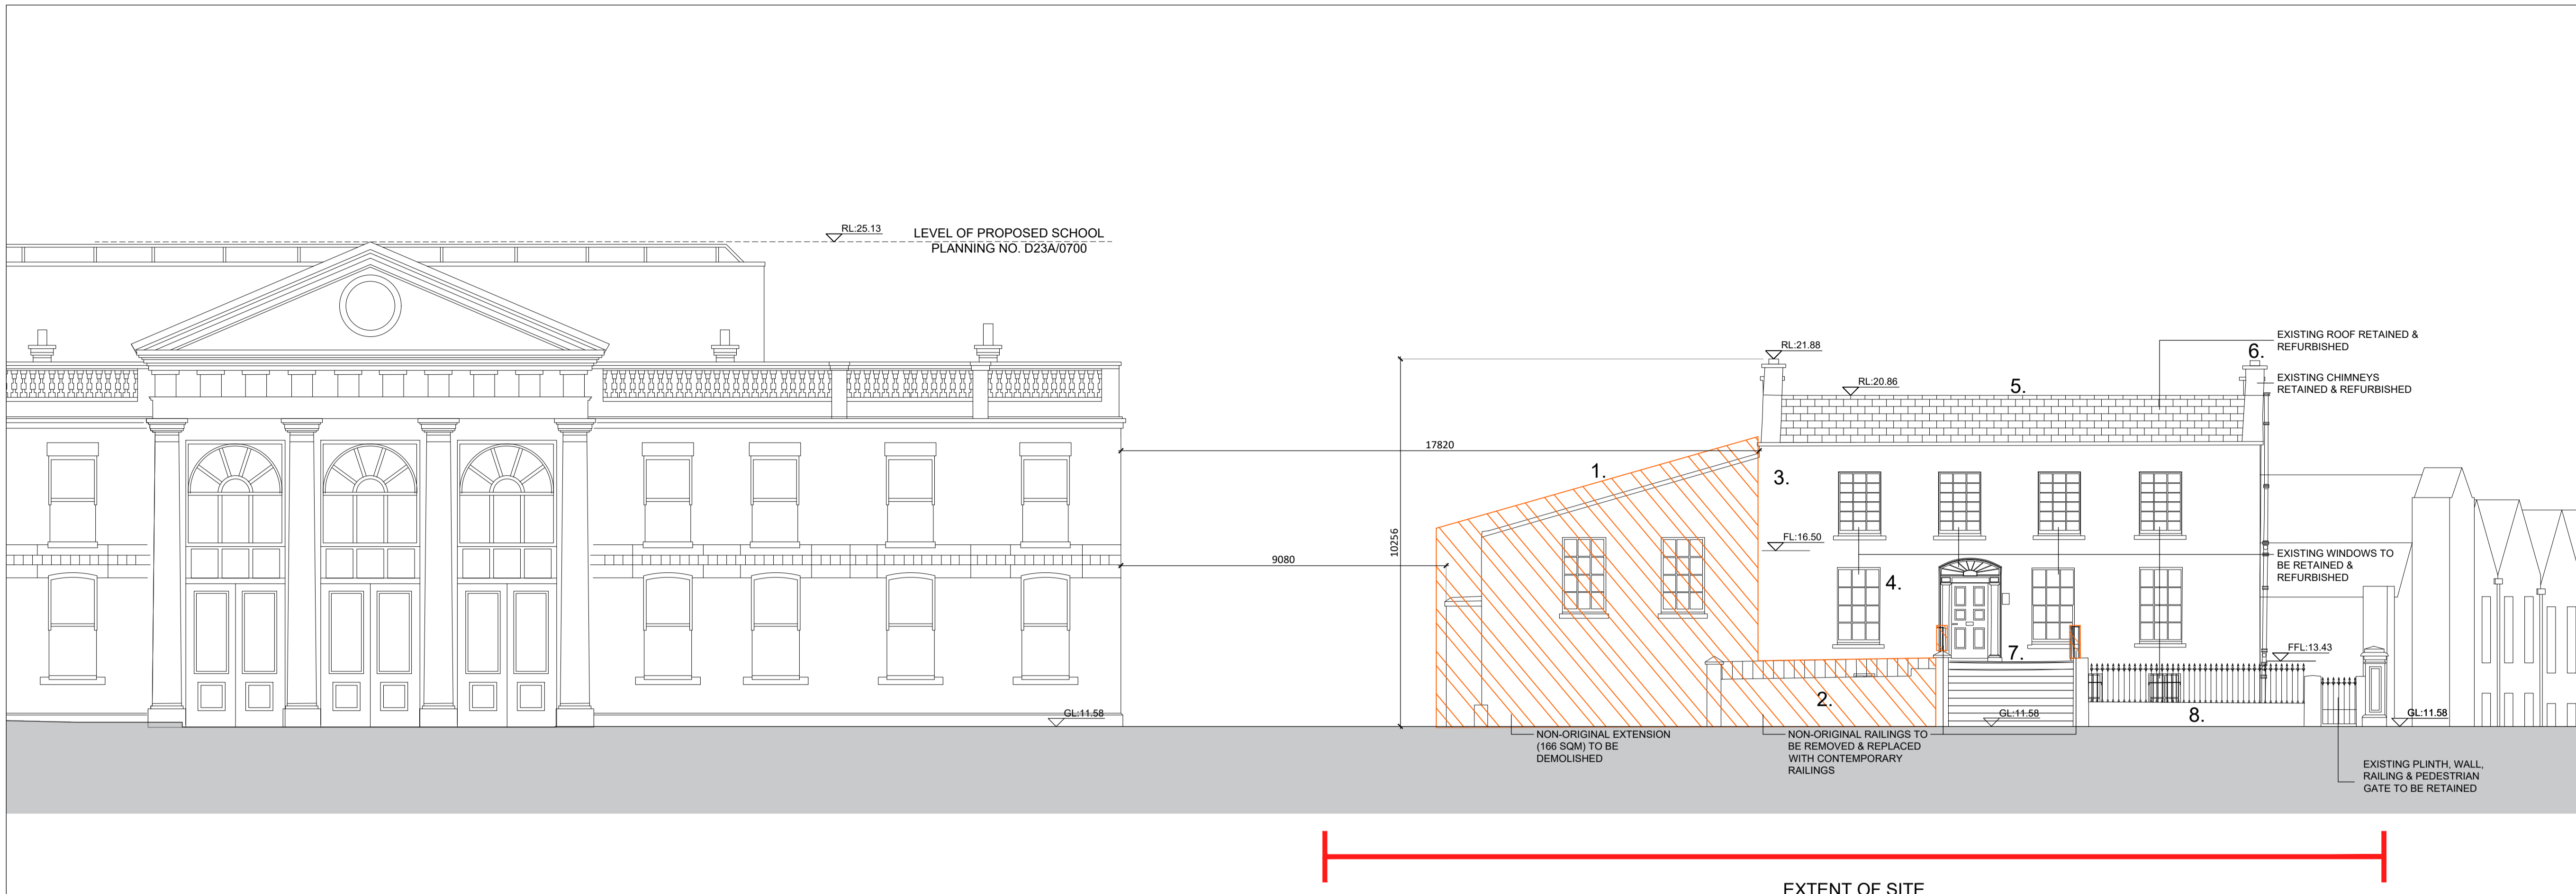 RL:25.13
LEVEL OF PROPOSED SCHOOL
PLANNING NO. D23A/0700
RL:21.88
EXISTING ROOF RETAINED &
REFURBISHED
6.
RL:20.86
5.
EXISTING CHIMNEYS
RETAINED & REFURBISHED
17820
1.
3.
10256
FL:16.50
9080
EXISTING WINDOWS TO
BE RETAINED &
REFURBISHED
4.
7.
FFL:13.43
2.
GL:11.58
GL:11.58
8.
GL:11.58
NON-ORIGINAL EXTENSION
(166 SQM) TO BE
DEMOLISHED
NON-ORIGINAL RAILINGS TO
BE REMOVED & REPLACED
WITH CONTEMPORARY
RAILINGS
EXISTING PLINTH, WALL,
RAILING & PEDESTRIAN
GATE TO BE RETAINED
EXTENT OF SITE